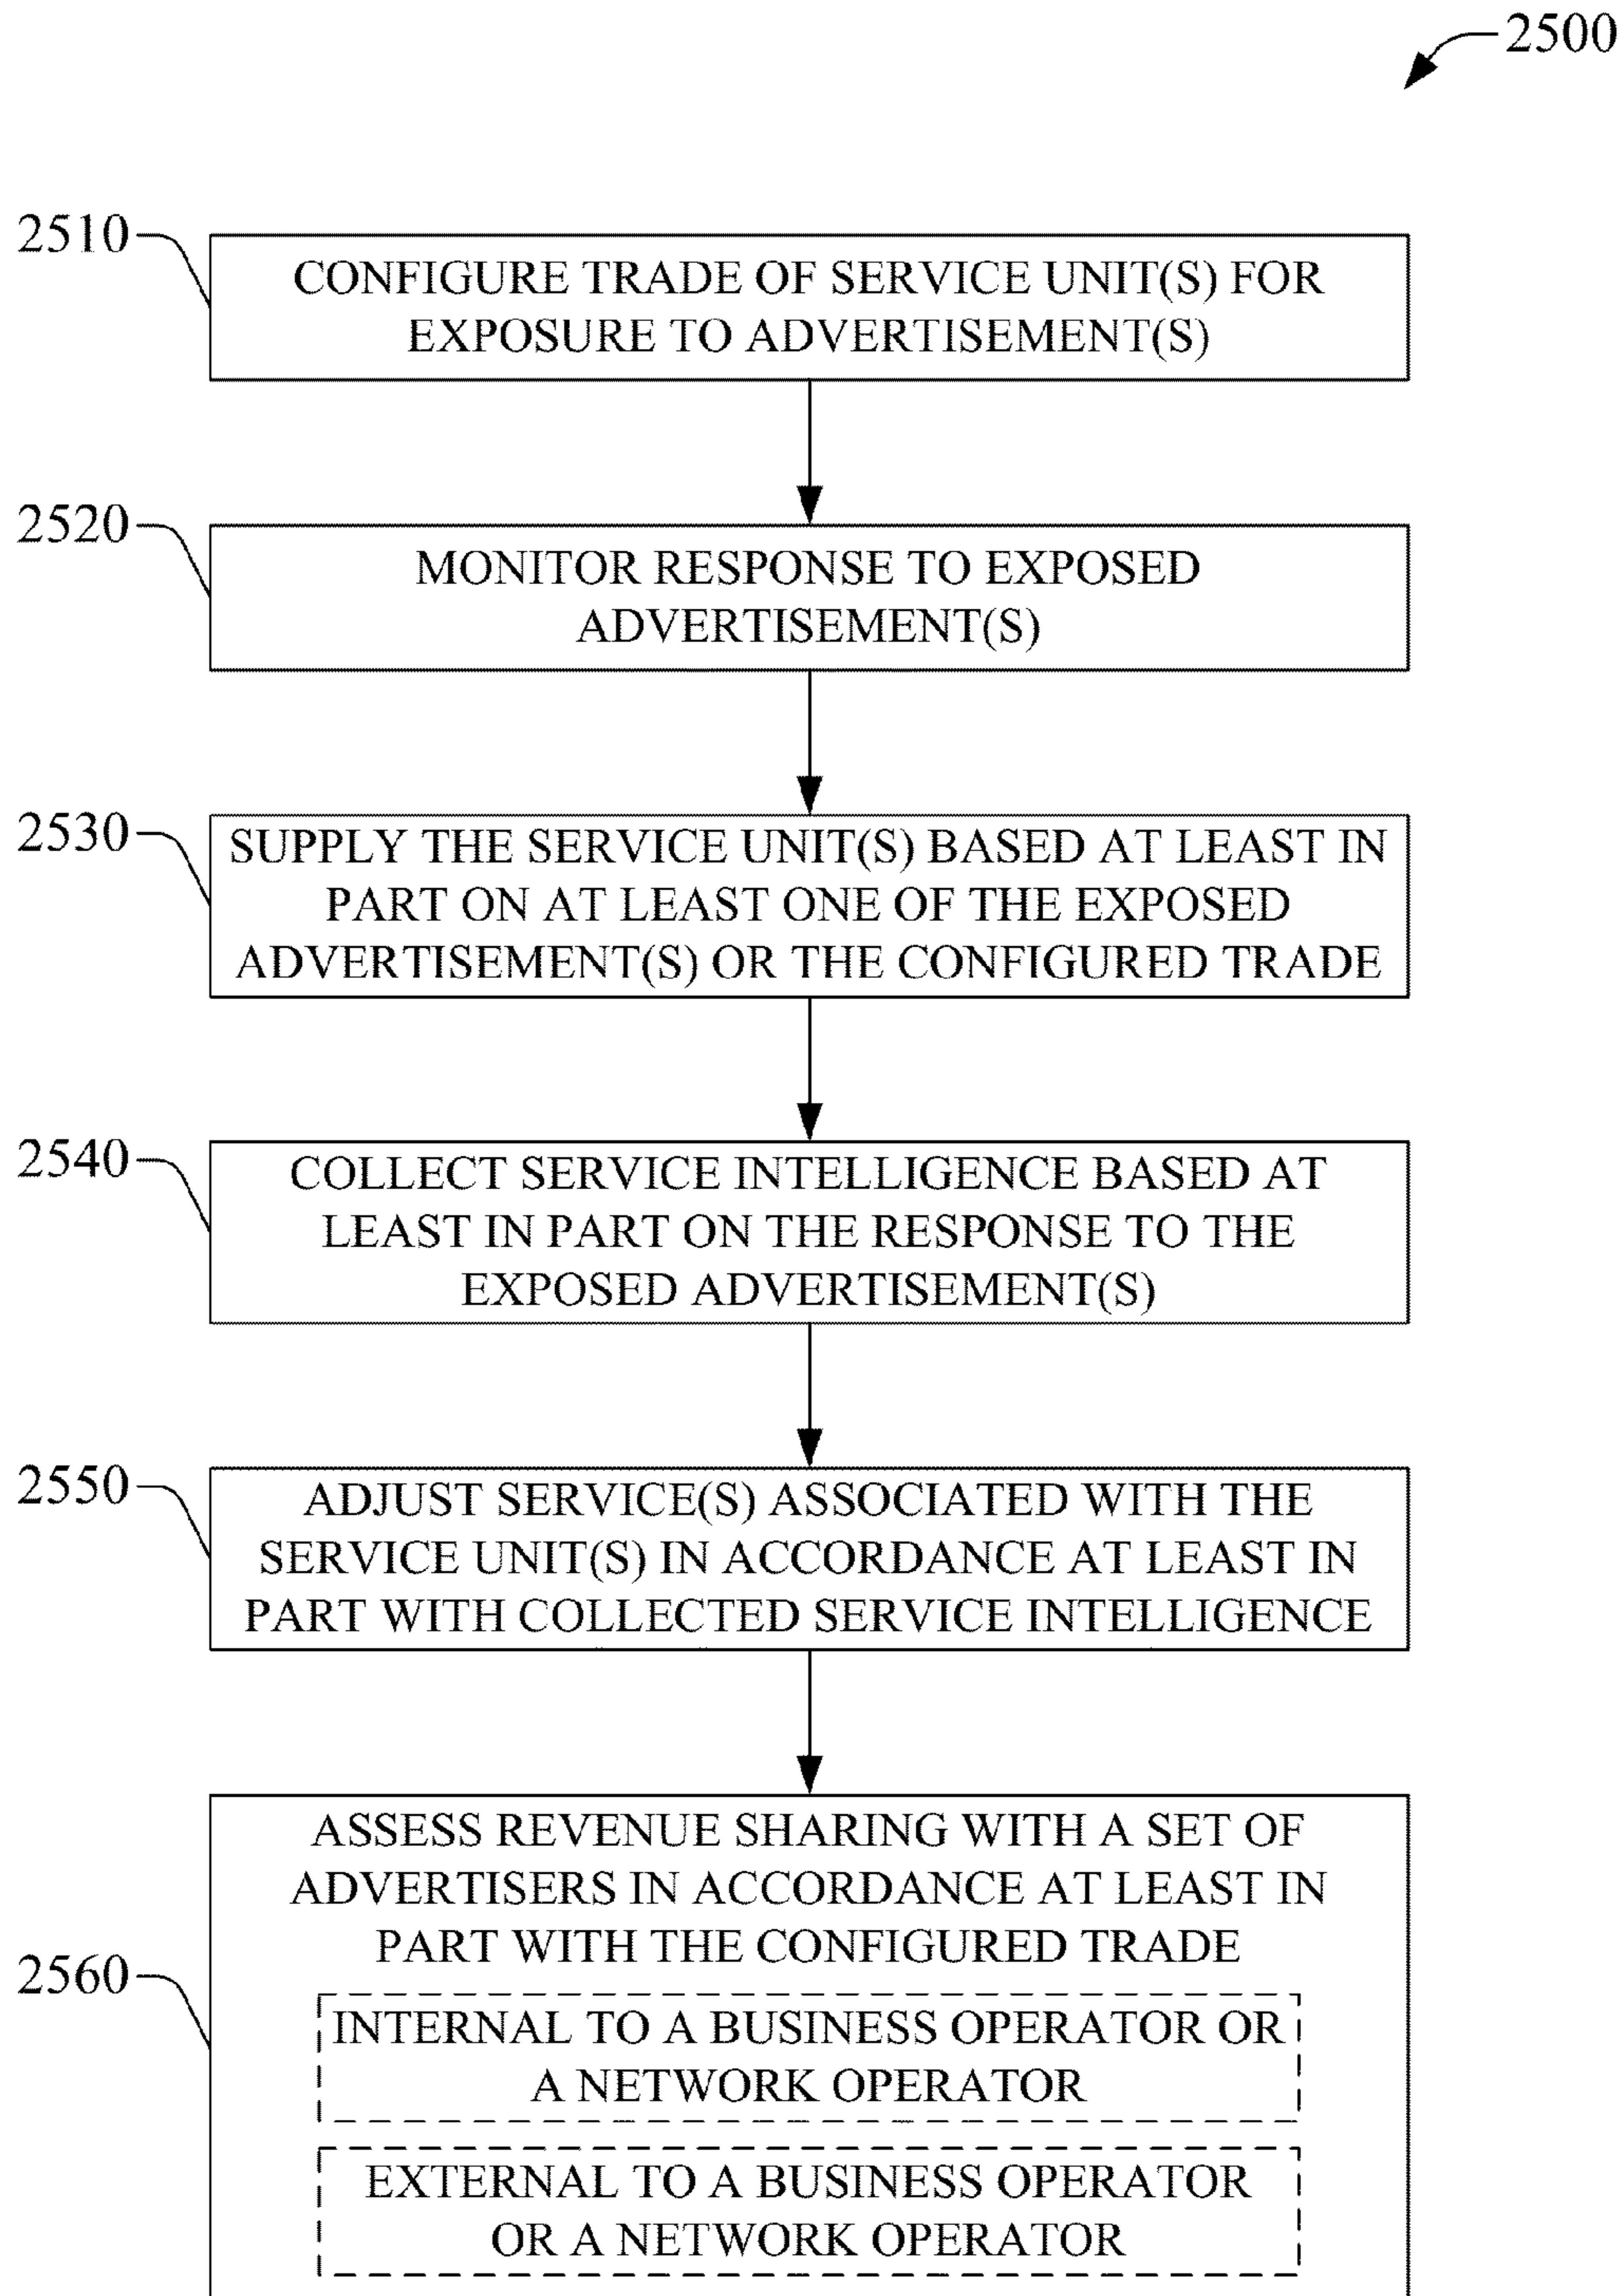 2500
2510
CONFIGURE TRADE OF SERVICE UNIT(S) FOR
EXPOSURE TO ADVERTISEMENT(S)
2520
MONITOR RESPONSE TO EXPOSED
ADVERTISEMENT(S)
2530
SUPPLY THE SERVICE UNIT(S) BASED AT LEAST IN
PART ON AT LEAST ONE OF THE EXPOSED
ADVERTISEMENT(S) OR THE CONFIGURED TRADE
2540
COLLECT SERVICE INTELLIGENCE BASED AT
LEAST IN PART ON THE RESPONSE TO THE
EXPOSED ADVERTISEMENT(S)
2550
ADJUST SERVICE(S) ASSOCIATED WITH THE
SERVICE UNIT(S) IN ACCORDANCE AT LEAST IN
PART WITH COLLECTED SERVICE INTELLIGENCE
2560
ASSESS REVENUE SHARING WITH A SET OF
ADVERTISERS IN ACCORDANCE AT LEAST IN
PART WITH THE CONFIGURED TRADE
INTERNAL TO A BUSINESS OPERATOR OR
A NETWORK OPERATOR
EXTERNAL TO A BUSINESS OPERATOR
OR A NETWORK OPERATOR